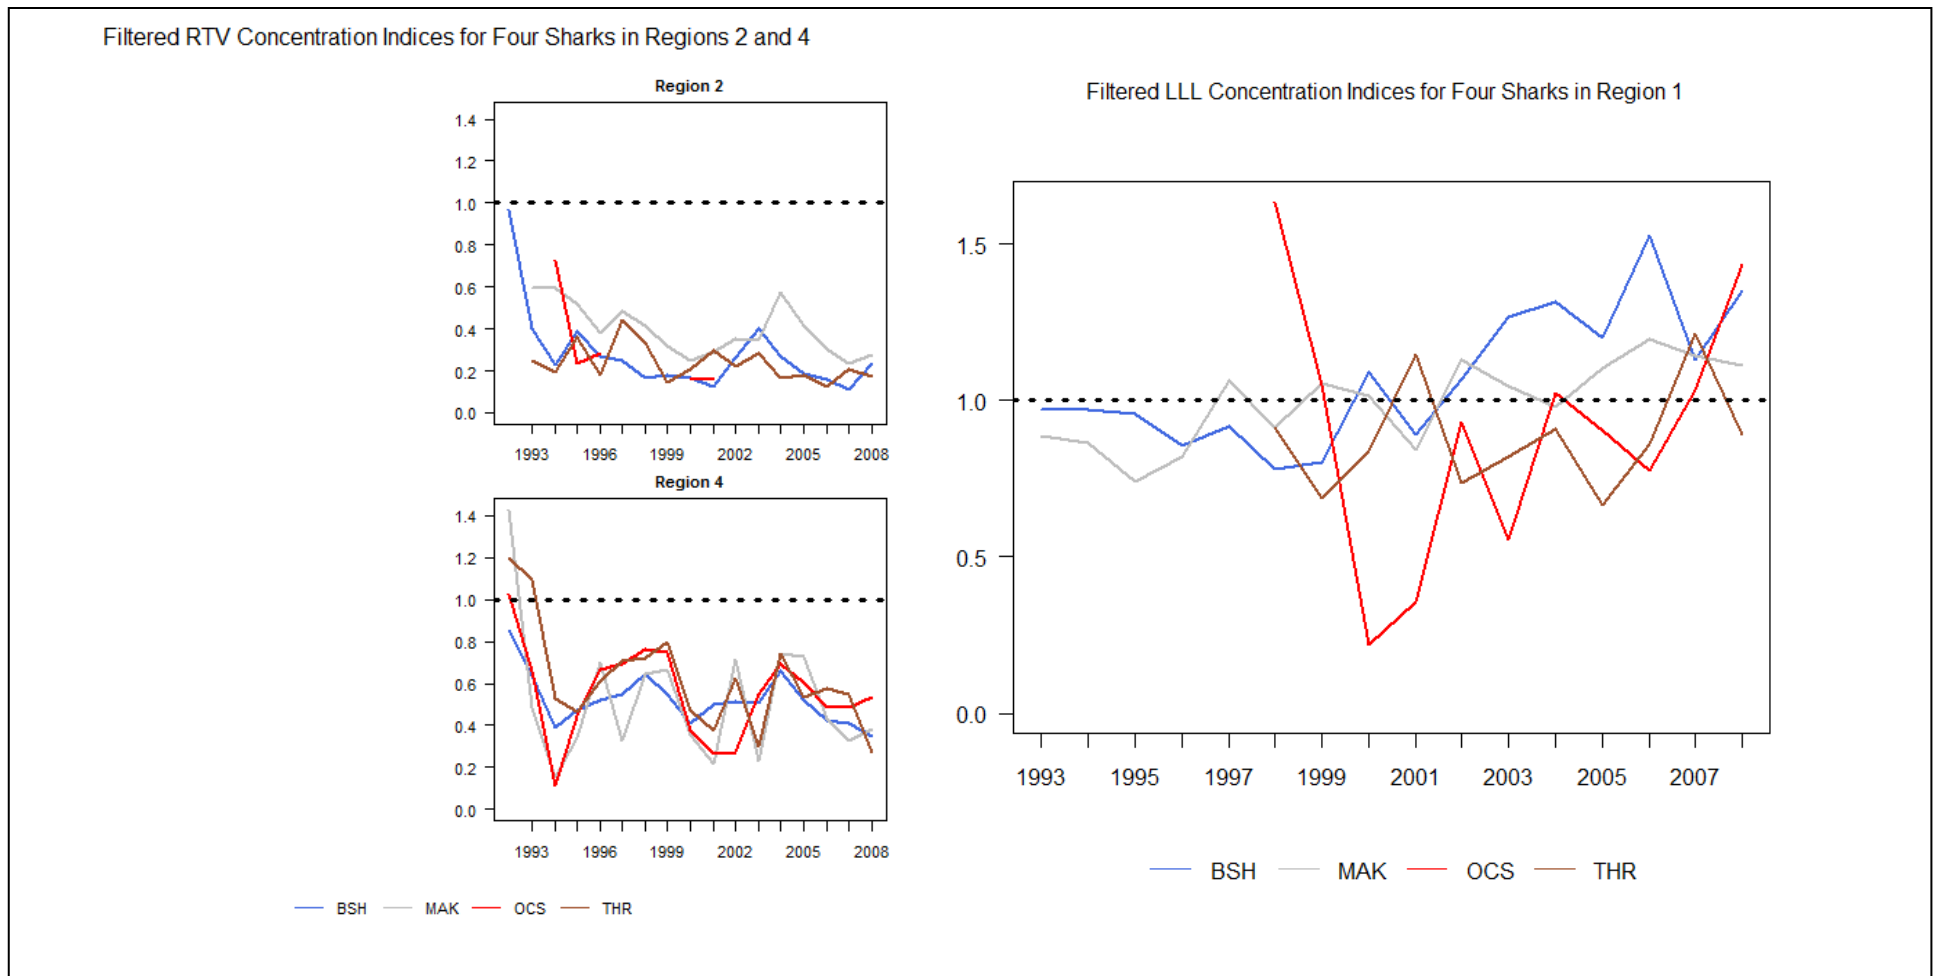 Filtered RTV Concentration Indices for Four Sharks in Regions 2 and 4
Region 2
1.4
1.2
1.0
0.8
0.6
0.4
0.2
0.0
1993 1996 1999 2002 2005 2008
Region 4
1.4
1.2
1.0
0.8
0.6
0.4
0.2
0.0
1993 1996 1999 2002 2005 2008
BSH MAK OCS THR
Filtered LLL Concentration Indices for Four Sharks in Region 1
1.5
1.0
0.5
0.0
1993 1995 1997 1999 2001 2003 2005 2007
BSH MAK OCS THR